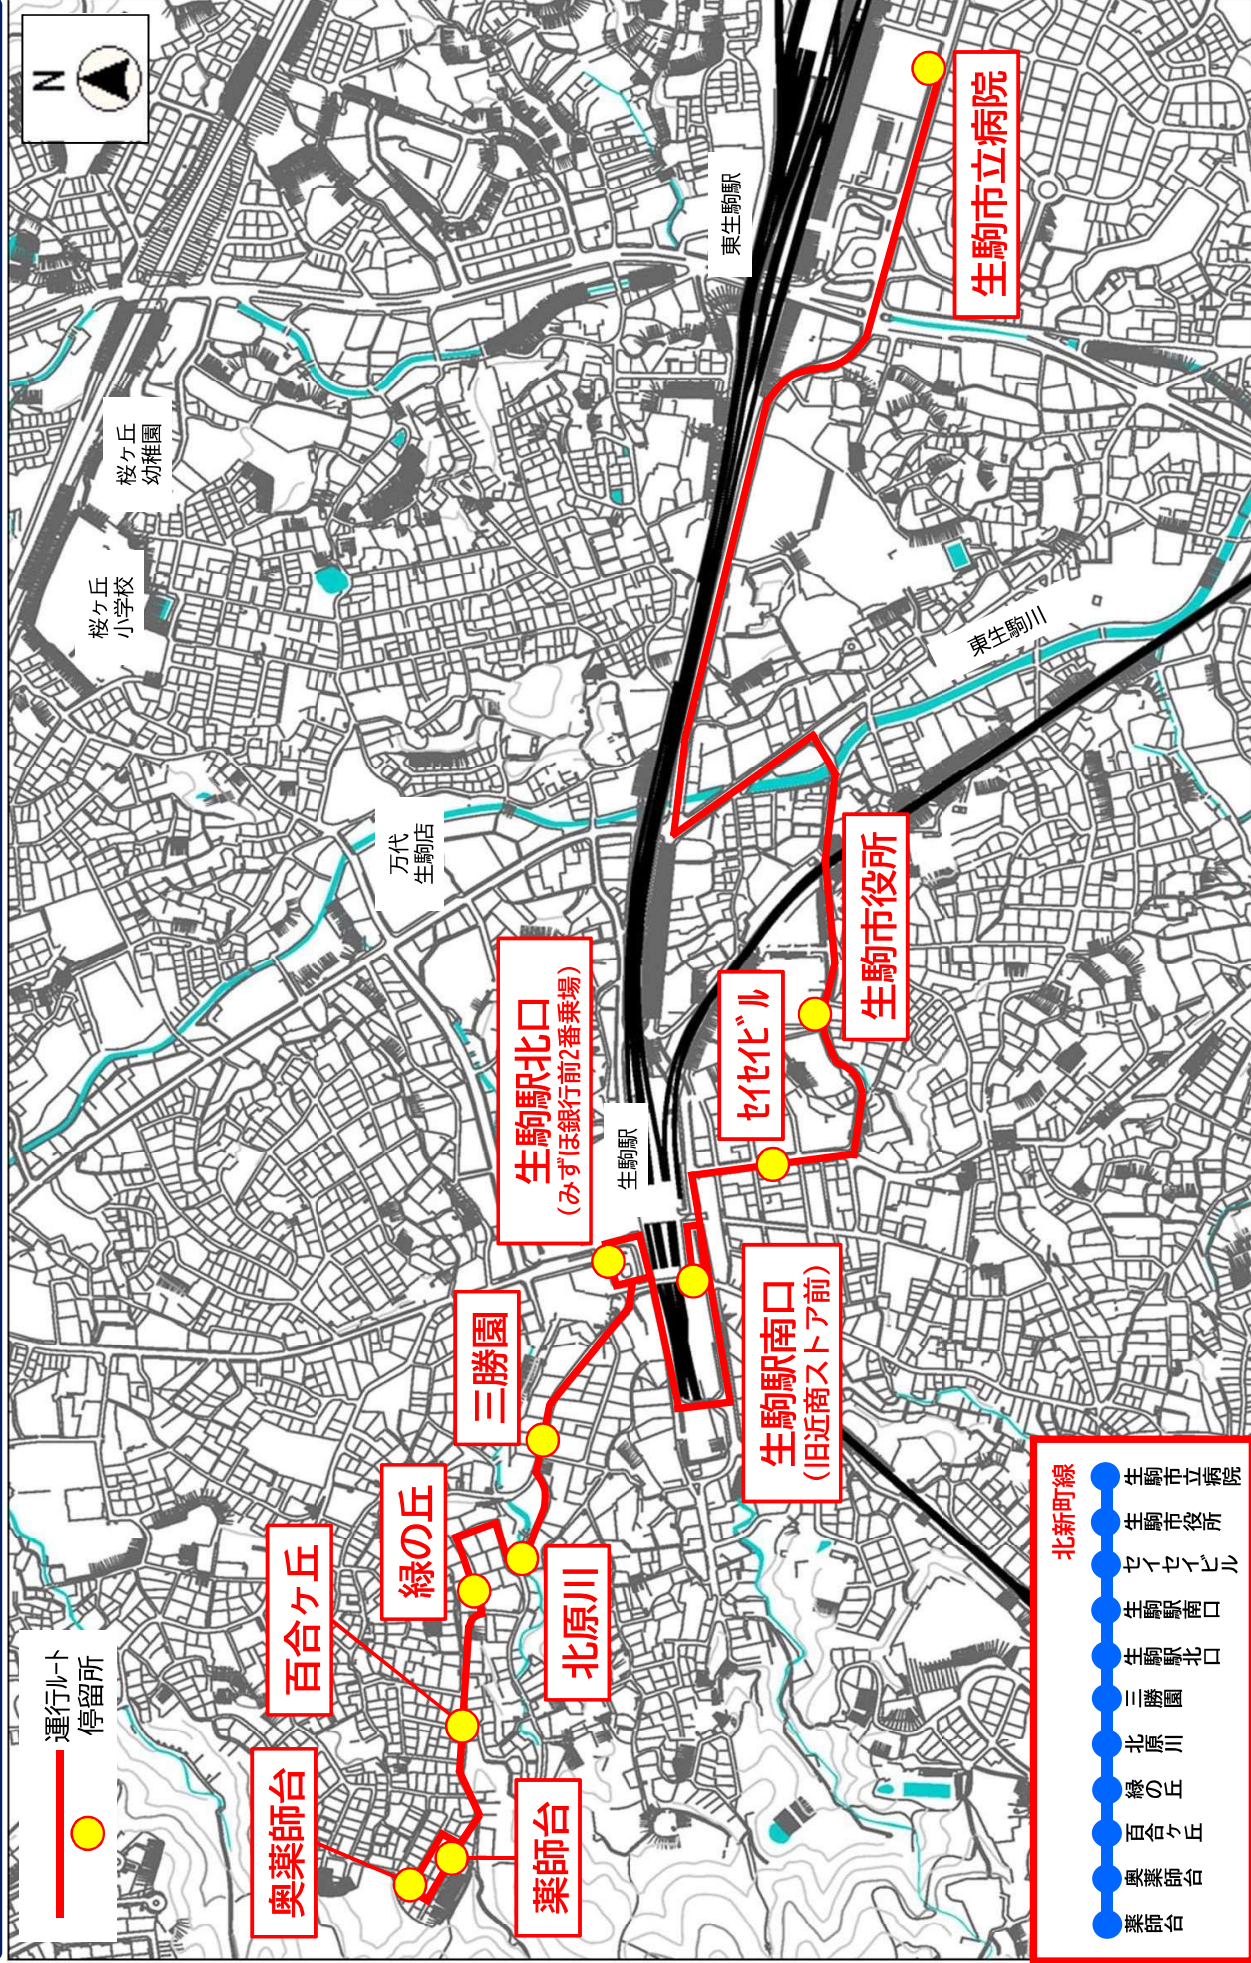 N
運行ルート
停留所
奥薬師台
薬師台
百合ヶ丘
緑の丘
北原川
三勝園
生駒駅北口
(みずほ銀行前2番乗場)
生駒駅
生駒駅南口
(旧近商ストア前)
ｾｲｾｲﾋﾞﾙ
生駒市役所
万代
生駒店
桜ヶ丘
小学校
桜ヶ丘
幼稚園
東生駒川
東生駒駅
生駒市立病院
北新町線
薬師台
奥薬師台
百合ヶ丘
緑の丘
北原川
三勝園
生駒駅北口
生駒駅南口
セイセイビル
生駒市役所
生駒市立病院